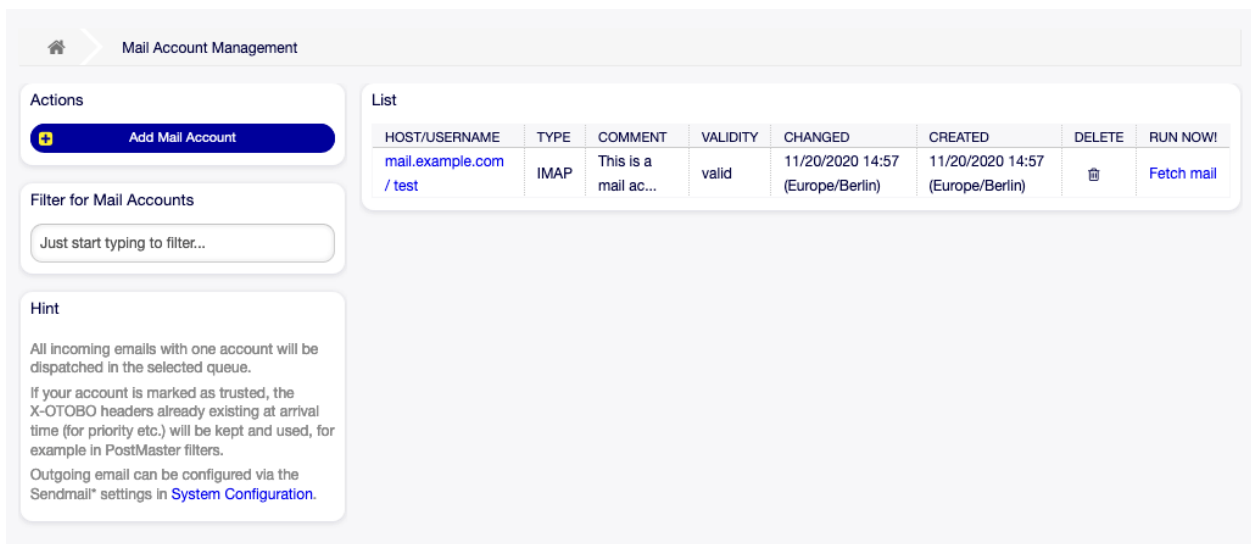 Mail Account Management
Actions
Add Mail Account
Filter for Mail Accounts
Just start typing to filter...
Hint
All incoming emails with one account will be
dispatched in the selected queue.
If your account is marked as trusted, the
X-OTOBO headers already existing at arrival
time (for priority etc.) will be kept and used, for
example in PostMaster filters.
Outgoing email can be configured via the
Sendmail* settings in System Configuration.
List
HOST/USERNAME TYPE COMMENT VALIDITY CHANGED CREATED DELETE RUN NOW!
mail.example.com This is a 11/20/2020 14:57 11/20/2020 14:57
IMAP valid Fetch mail
/ test mail ac... (Europe/Berlin) (Europe/Berlin)